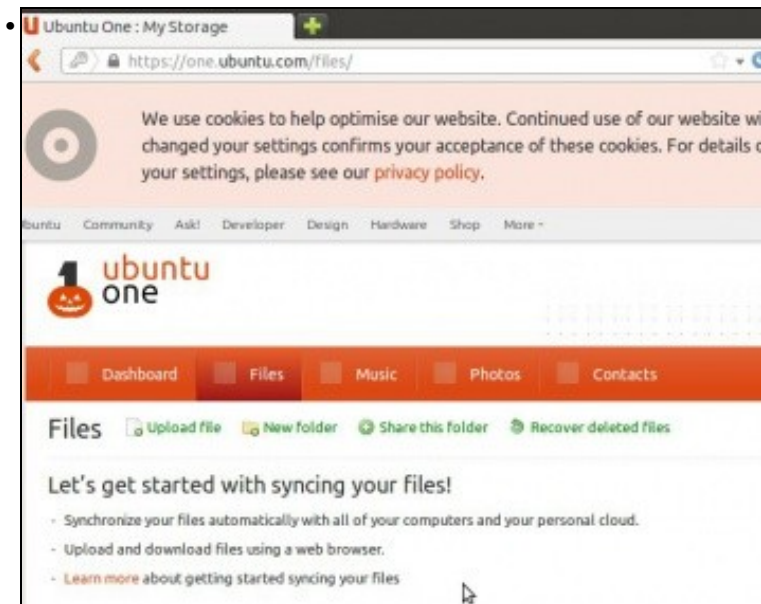 Ubuntu One : My Storage
https://one.ubuntu.com/files/
We use cookies to help optimise our website. Continued use of our website wi
changed your settings confirms your acceptance of these cookies. For details o
your settings, please see our privacy policy.
buntu Community Ask! Developer Design Hardware Shop More
ubuntu
one
Dashboard Files Music Photos Contacts
Files Upload file New folder Share this folder Recover deleted files
Let's get started with syncing your files!
- Synchronize your files automatically with all of your computers and your personal cloud.
- Upload and download files using a web browser.
- Learn more about getting started syncing your files